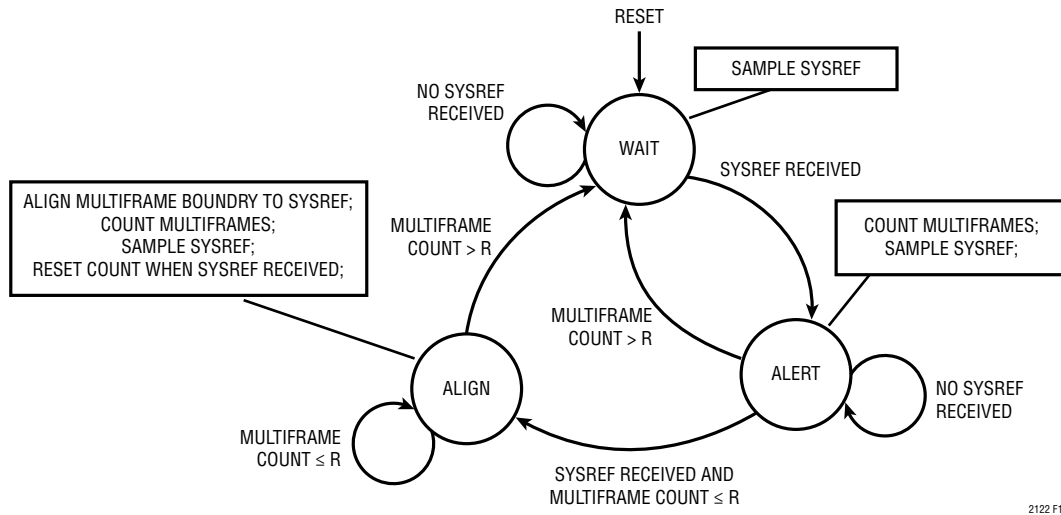 RESET
SAMPLE SYSREF
NO SYSREF
RECEIVED
WAIT
SYSREF RECEIVED
ALIGN MULTIFRAME BOUNDRY TO SYSREF;
COUNT MULTIFRAMES;
SAMPLE SYSREF;
RESET COUNT WHEN SYSREF RECEIVED;
MULTIFRAME
COUNT > R
COUNT MULTIFRAMES;
SAMPLE SYSREF;
MULTIFRAME
COUNT > R
ALIGN
ALERT
NO SYSREF
RECEIVED
MULTIFRAME
COUNT ≤ R
SYSREF RECEIVED AND
MULTIFRAME COUNT ≤ R